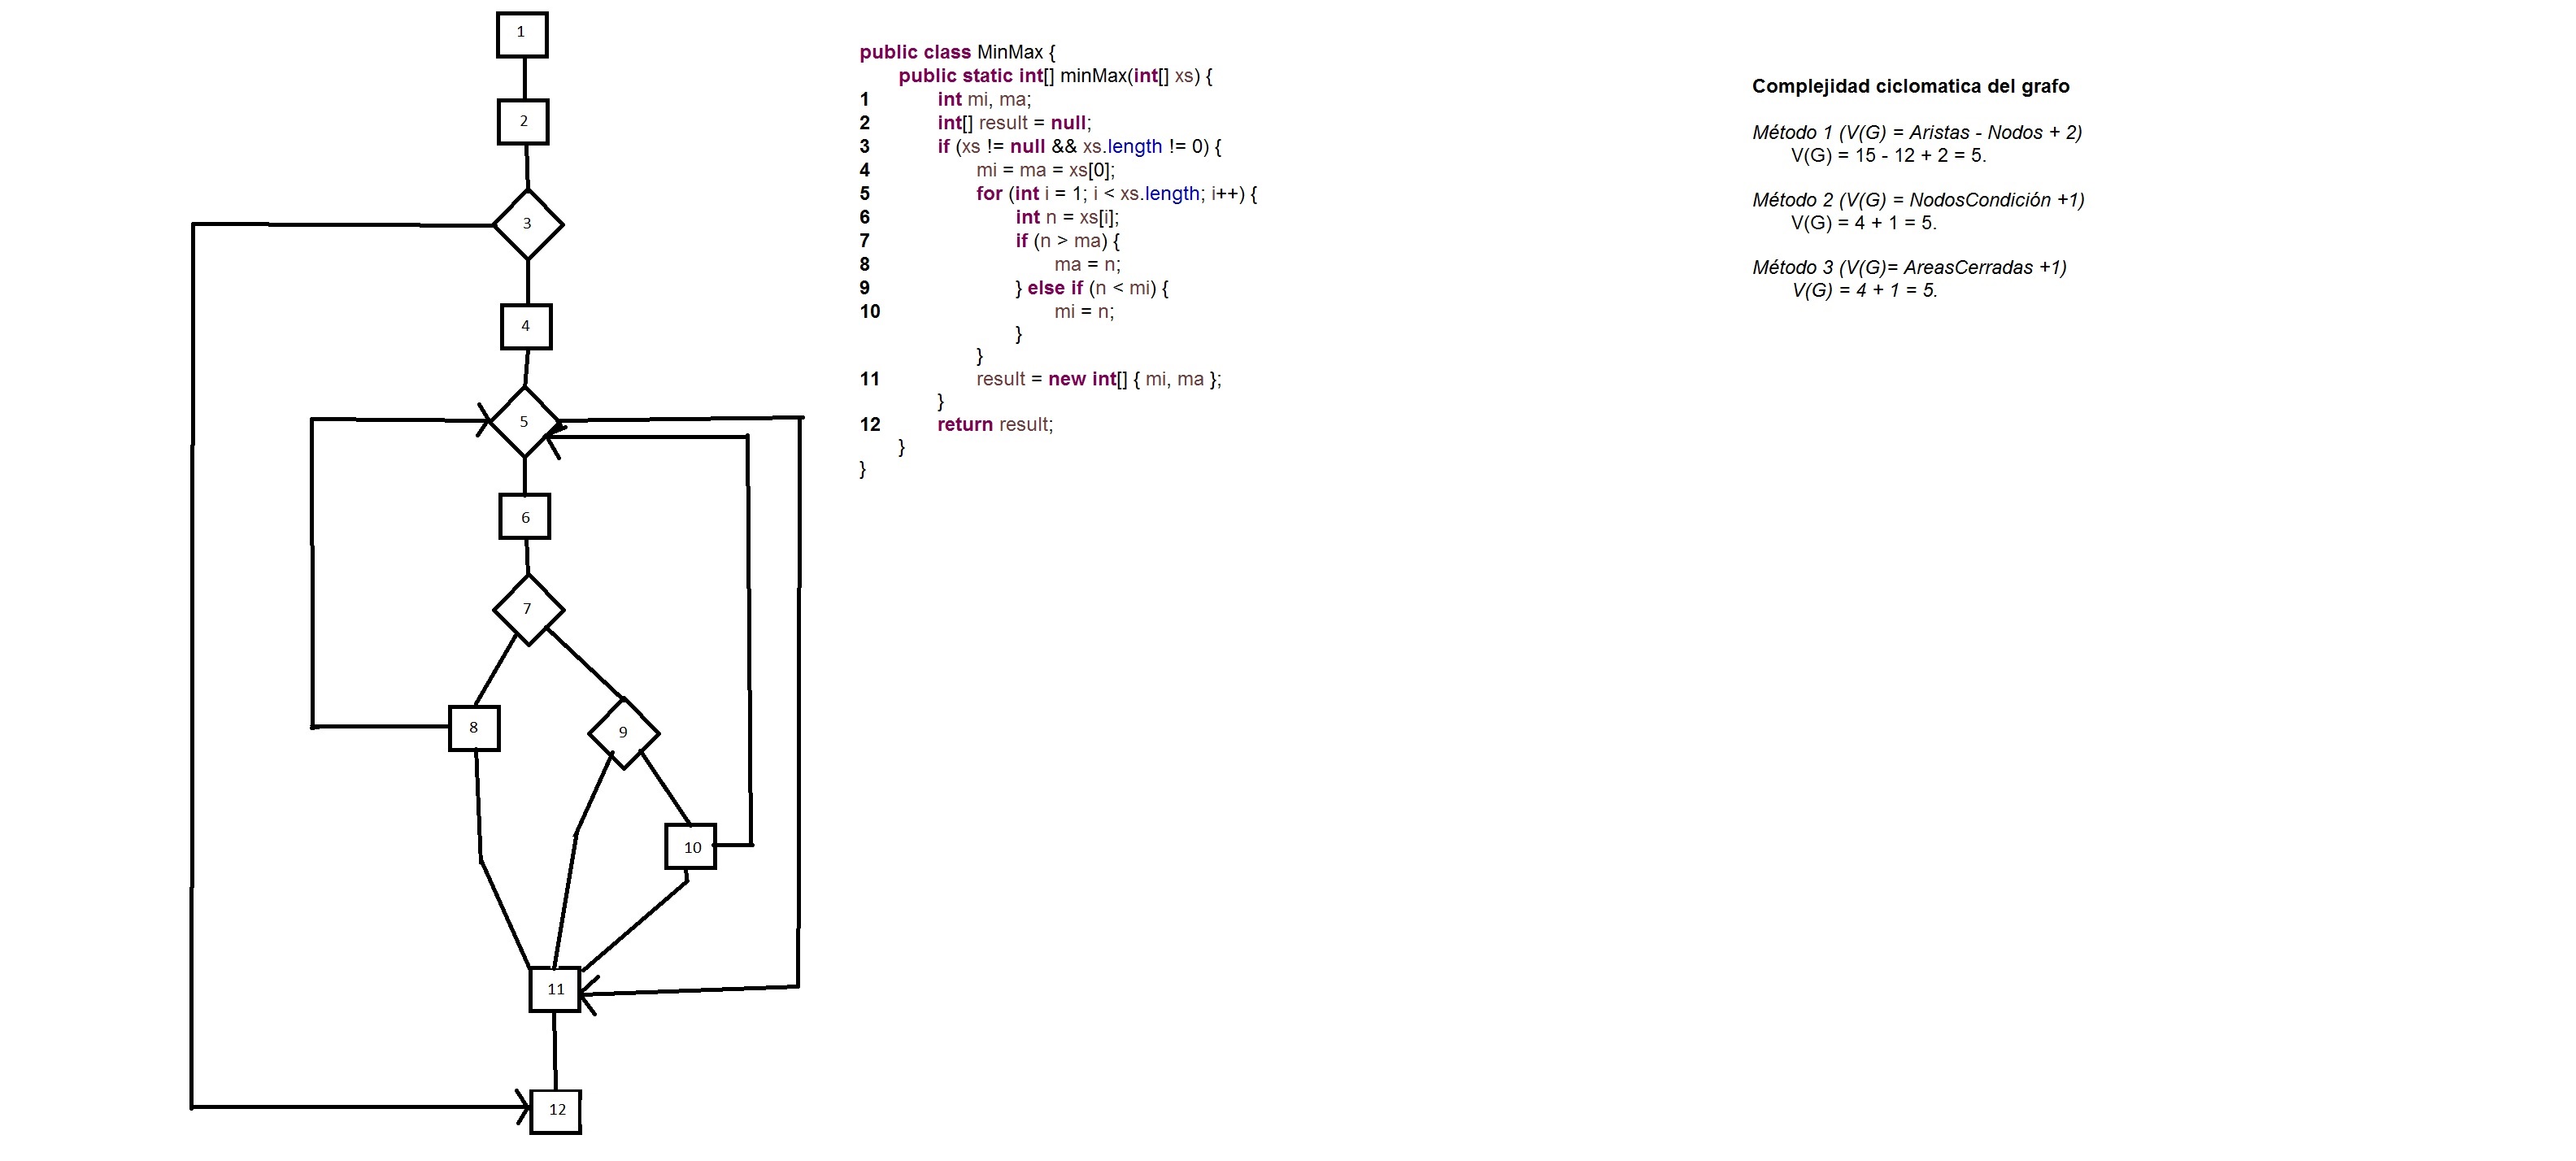 1
2
3
4
5
6
7
8
9
10
11
12
public class MinMax {
public static int[] minMax(int[] xs) {
1 int mi, ma;
2 int[] result = null;
3 if (xs != null && xs.length != 0) {
4 mi = ma = xs[0];
5 for (int i = 1; i < xs.length; i++) {
6 int n = xs[i];
7 if (n > ma) {
8 ma = n;
9 } else if (n < mi) {
10 mi = n;
}
}
11 result = new int[] { mi, ma };
}
12 return result;
}
}
Complejidad ciclomatica del grafo
Método 1 (V(G) = Aristas - Nodos + 2)
V(G) = 15 - 12 + 2 = 5.
Método 2 (V(G) = NodosCondición +1)
V(G) = 4 + 1 = 5.
Método 3 (V(G)= AreasCerradas +1)
V(G) = 4 + 1 = 5.